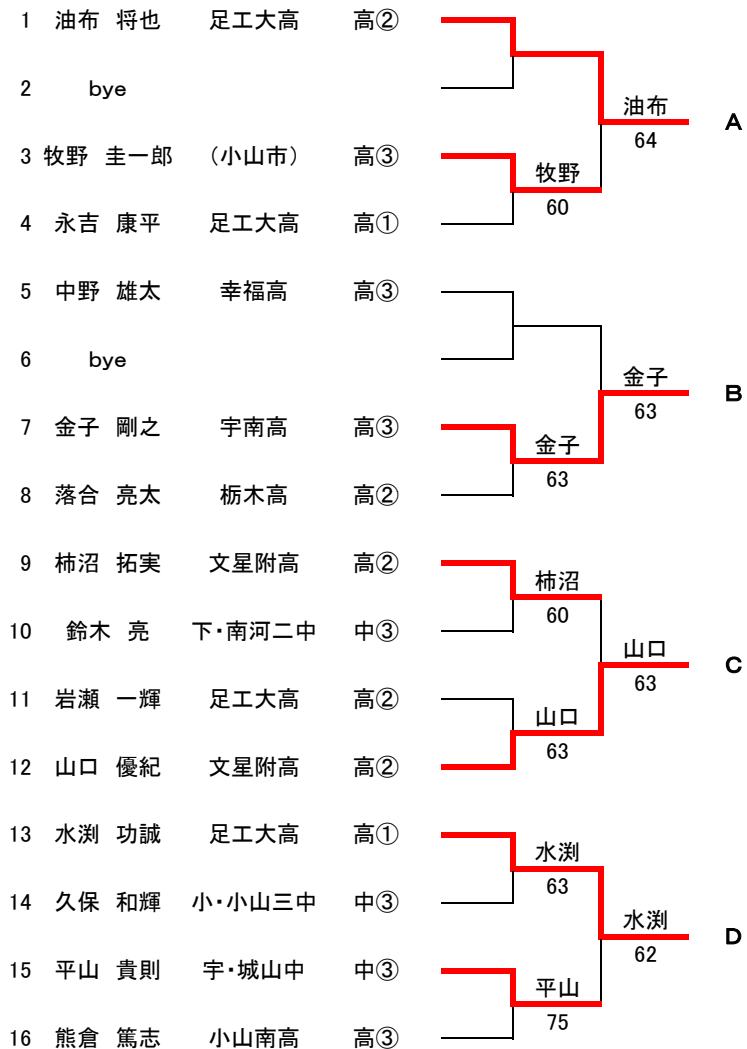 1 油布 将也 足工大高 高②
2 bye
油布 A
64
3 牧野 圭一郎 (小山市) 高③
牧野
60
4 永吉 康平 足工大高 高①
5 中野 雄太 幸福高 高③
6 bye
金子 B
63
7 金子 剛之 宇南高 高③
金子
63
8 落合 亮太 栃木高 高②
9 柿沼 拓実 文星附高 高②
柿沼
60
10 鈴木 亮 下・南河二中 中③
山口 C
63
11 岩瀬 一輝 足工大高 高②
山口
63
12 山口 優紀 文星附高 高②
13 水渕 功誠 足工大高 高①
水渕
63
14 久保 和輝 小・小山三中 中③
水渕 D
62
15 平山 貴則 宇・城山中 中③
平山
75
16 熊倉 篤志 小山南高 高③